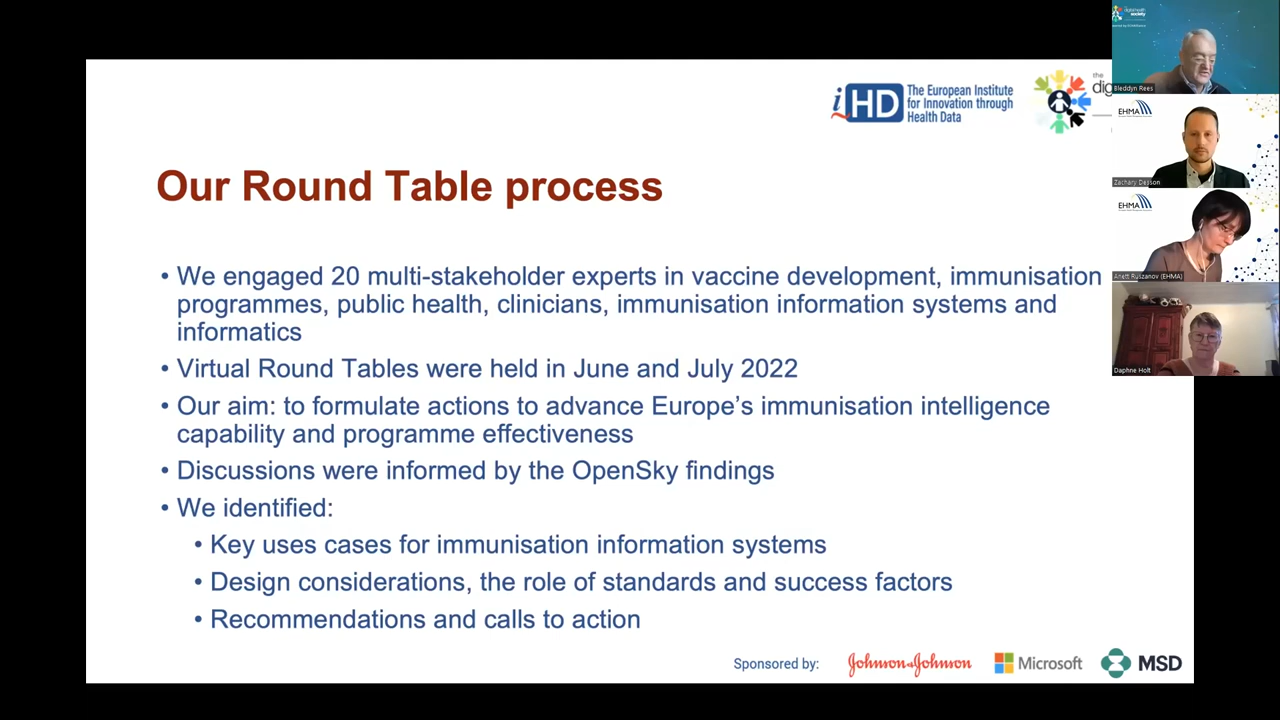 iHD The European Institute
for Innovation through
Health Data
the
dig
Our Round Table process
• We engaged 20 multi-stakeholder experts in vaccine development, immunisation
programmes, public health, clinicians, immunisation information systems and
informatics
• Virtual Round Tables were held in June and July 2022
• Our aim: to formulate actions to advance Europe’s immunisation intelligence
capability and programme effectiveness
• Discussions were informed by the OpenSky findings
• We identified:
• Key uses cases for immunisation information systems
• Design considerations, the role of standards and success factors
• Recommendations and calls to action
Sponsored by: Johnson&Johnson Microsoft MSD
society
Bleddyn Rees
EHMA
Zachary Desson
EHMA
Anett Ruszanov (EHMA)
Daphne Holt